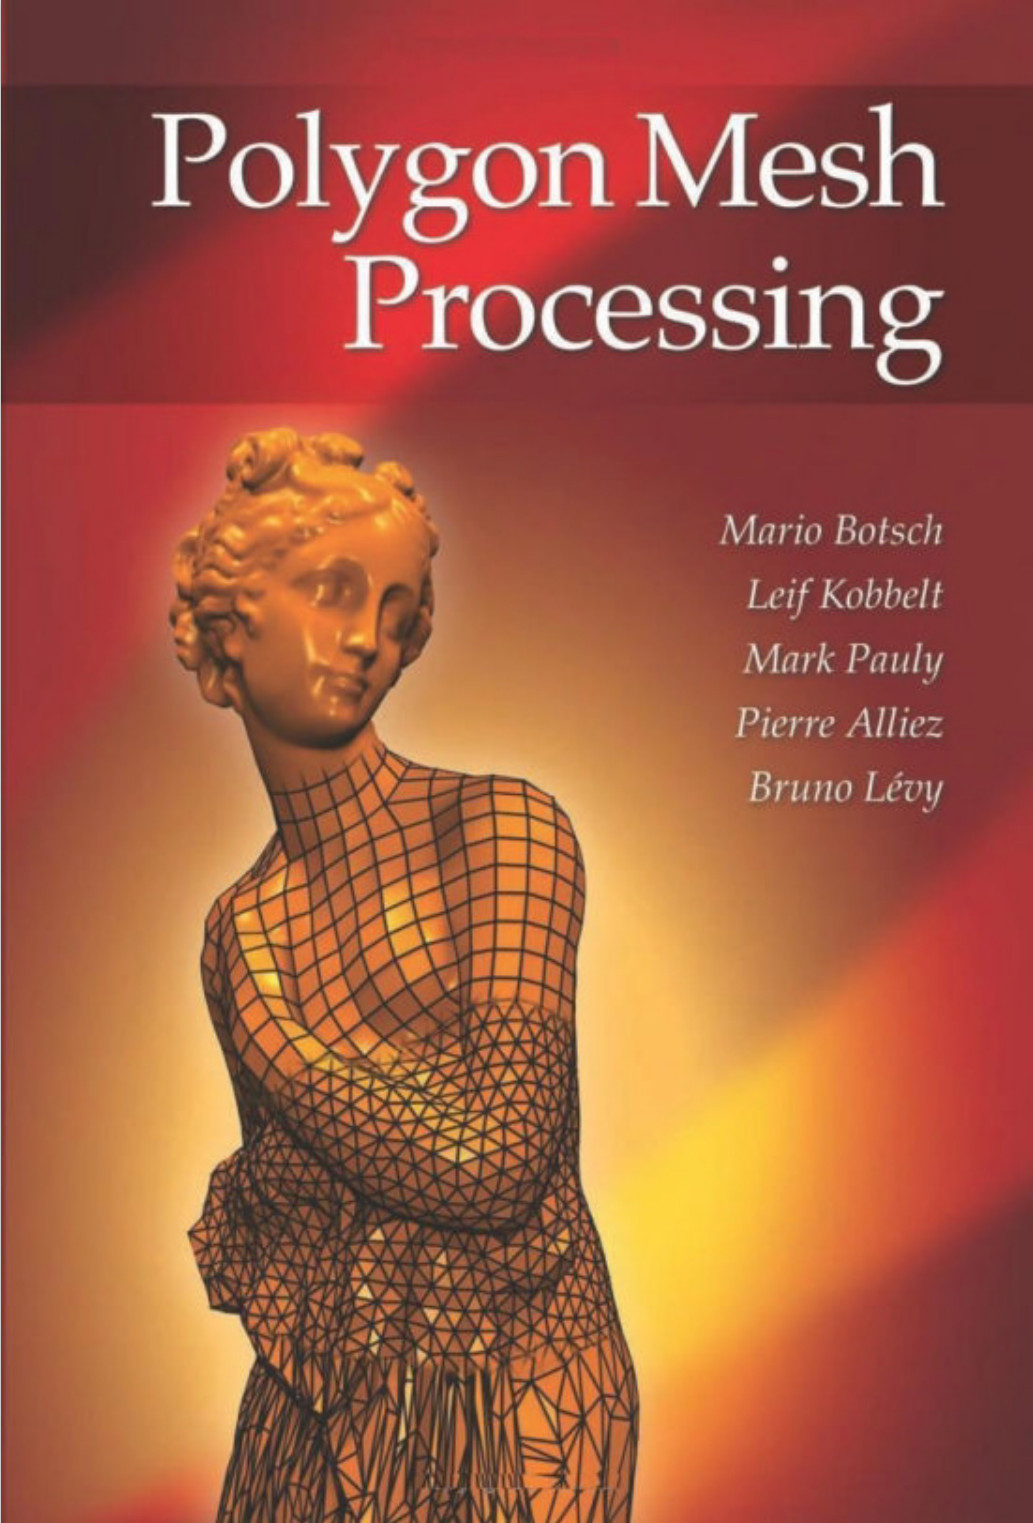 Polygon Mesh
Processing
Mario Botsch
Leif Kobbelt
Mark Pauly
Pierre Alliez
Bruno Lévy